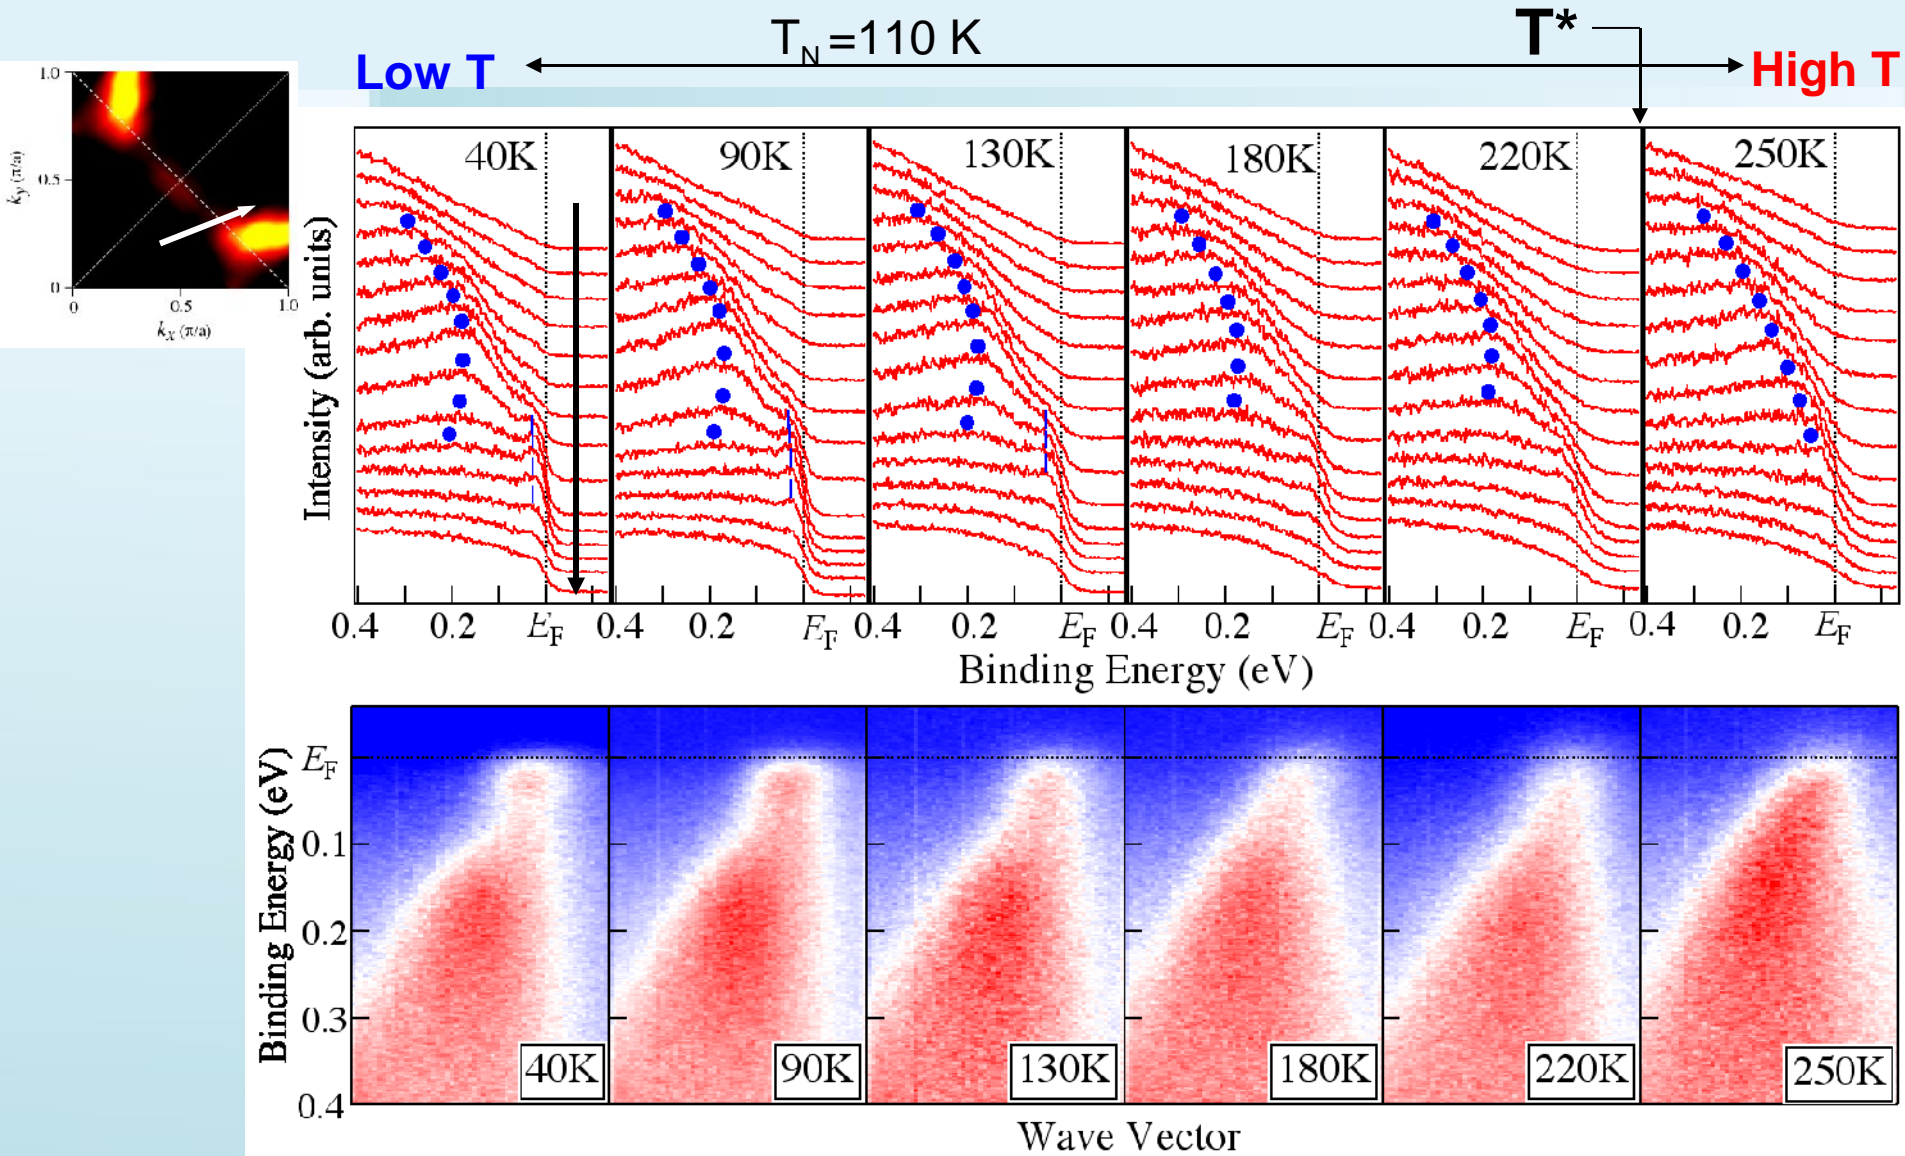 T_N =110 K
T*
Low T
High T
1.0
0.5
0
0
0.5
1.0
k_y (π/a)
k_x (π/a)
40K
90K
130K
180K
220K
250K
Intensity (arb. units)
0.4 0.2 E_F 0.4 0.2 E_F 0.4 0.2 E_F 0.4 0.2 E_F 0.4 0.2 E_F 0.4 0.2 E_F
Binding Energy (eV)
Binding Energy (eV)
E_F
0.1
0.2
0.3
0.4
40K
90K
130K
180K
220K
250K
Wave Vector